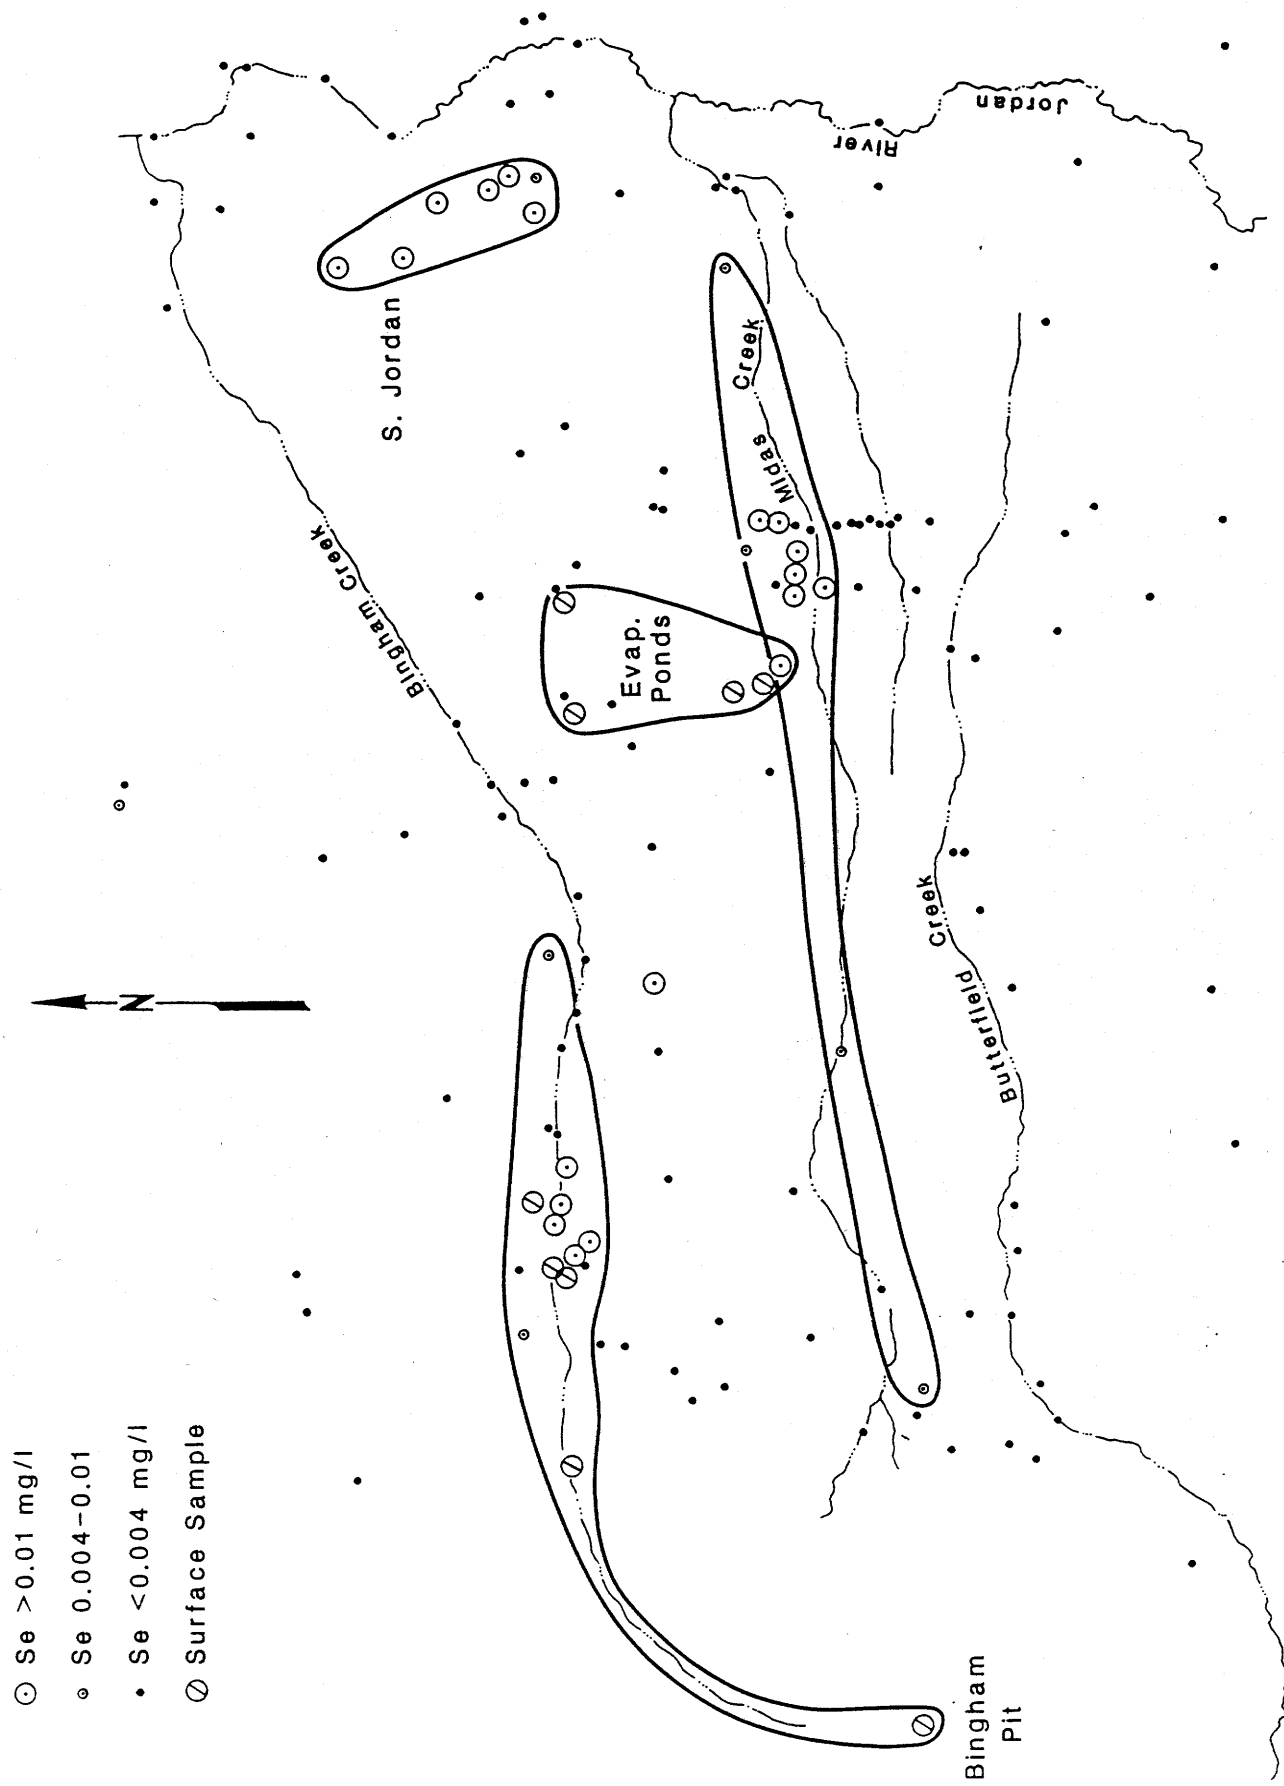 ⊙ Se >0.01 mg/l
⊙ Se 0.004-0.01
• Se <0.004 mg/l
⊘ Surface Sample
N
S. Jordan
Bingham Creek
Evap.
Ponds
Midas Creek
River Jordan
Butterfield Creek
Bingham
Pit